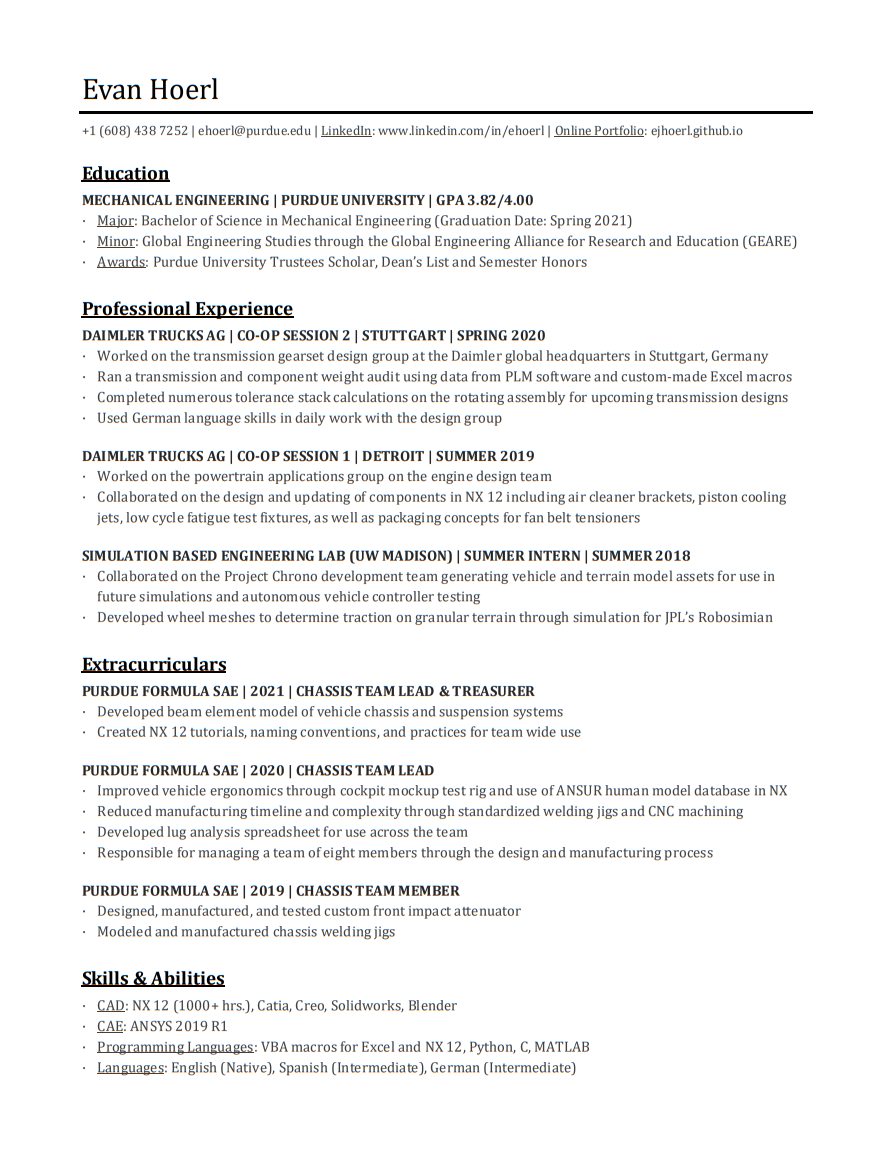 Evan Hoerl
+1 (608) 438 7252 | ehoerl@purdue.edu | LinkedIn: www.linkedin.com/in/ehoerl | Online Portfolio: ejhoerl.github.io
Education
MECHANICAL ENGINEERING | PURDUE UNIVERSITY | GPA 3.82/4.00
· Major: Bachelor of Science in Mechanical Engineering (Graduation Date: Spring 2021)
· Minor: Global Engineering Studies through the Global Engineering Alliance for Research and Education (GEARE)
· Awards: Purdue University Trustees Scholar, Dean's List and Semester Honors
Professional Experience
DAIMLER TRUCKS AG | CO-OP SESSION 2 | STUTTGART | SPRING 2020
· Worked on the transmission gearset design group at the Daimler global headquarters in Stuttgart, Germany
· Ran a transmission and component weight audit using data from PLM software and custom-made Excel macros
· Completed numerous tolerance stack calculations on the rotating assembly for upcoming transmission designs
· Used German language skills in daily work with the design group
DAIMLER TRUCKS AG | CO-OP SESSION 1 | DETROIT | SUMMER 2019
· Worked on the powertrain applications group on the engine design team
· Collaborated on the design and updating of components in NX 12 including air cleaner brackets, piston cooling
jets, low cycle fatigue test fixtures, as well as packaging concepts for fan belt tensioners
SIMULATION BASED ENGINEERING LAB (UW MADISON) | SUMMER INTERN | SUMMER 2018
· Collaborated on the Project Chrono development team generating vehicle and terrain model assets for use in
future simulations and autonomous vehicle controller testing
· Developed wheel meshes to determine traction on granular terrain through simulation for JPL's Robosimian
Extracurriculars
PURDUE FORMULA SAE | 2021 | CHASSIS TEAM LEAD & TREASURER
· Developed beam element model of vehicle chassis and suspension systems
· Created NX 12 tutorials, naming conventions, and practices for team wide use
PURDUE FORMULA SAE | 2020 | CHASSIS TEAM LEAD
· Improved vehicle ergonomics through cockpit mockup test rig and use of ANSUR human model database in NX
· Reduced manufacturing timeline and complexity through standardized welding jigs and CNC machining
· Developed lug analysis spreadsheet for use across the team
· Responsible for managing a team of eight members through the design and manufacturing process
PURDUE FORMULA SAE | 2019 | CHASSIS TEAM MEMBER
· Designed, manufactured, and tested custom front impact attenuator
· Modeled and manufactured chassis welding jigs
Skills & Abilities
· CAD: NX 12 (1000+ hrs.), Catia, Creo, Solidworks, Blender
· CAE: ANSYS 2019 R1
· Programming Languages: VBA macros for Excel and NX 12, Python, C, MATLAB
· Languages: English (Native), Spanish (Intermediate), German (Intermediate)